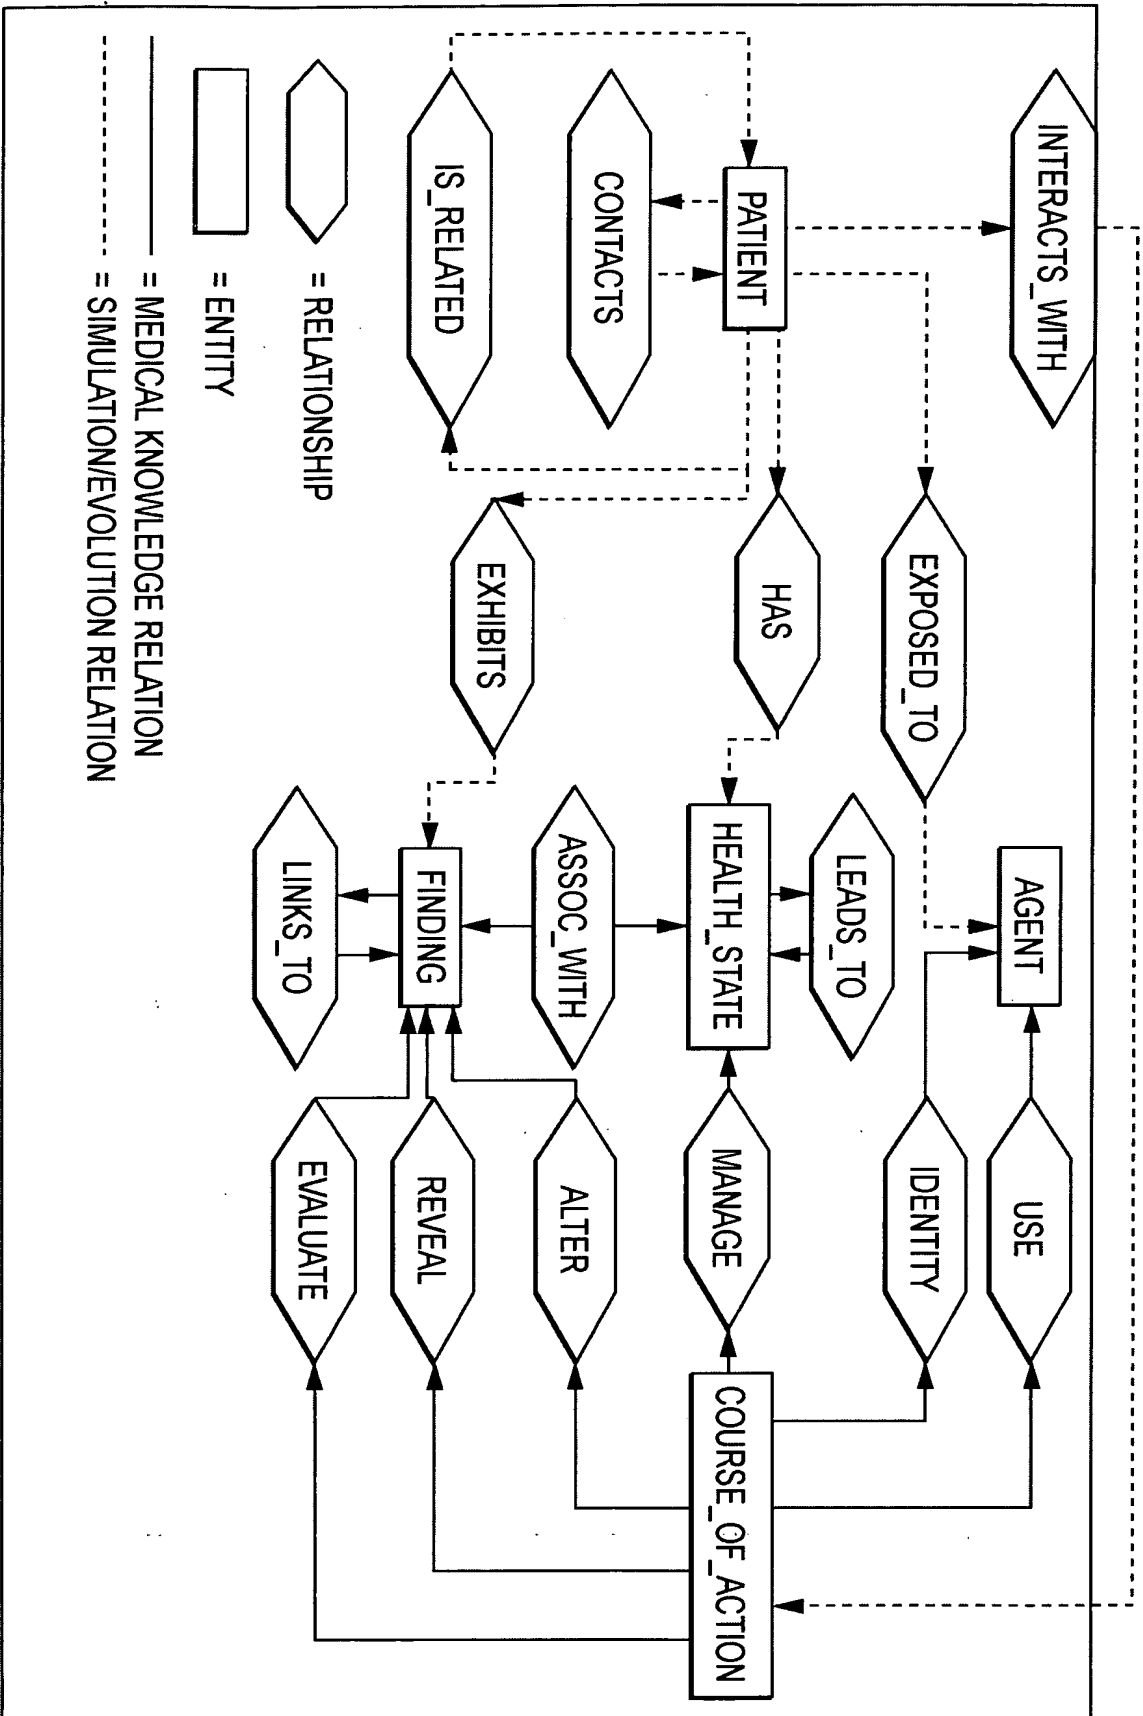 INTERACTS_WITH
PATIENT
CONTACTS
IS_RELATED
EXPOSED_TO
HAS
EXHIBITS
AGENT
LEADS_TO
HEALTH_STATE
ASSOC_WITH
FINDING
LINKS_TO
USE
IDENTITY
MANAGE
ALTER
REVEAL
EVALUATE
COURSE_OF_ACTION
= RELATIONSHIP
= ENTITY
= MEDICAL KNOWLEDGE RELATION
= SIMULATION/EVOLUTION RELATION